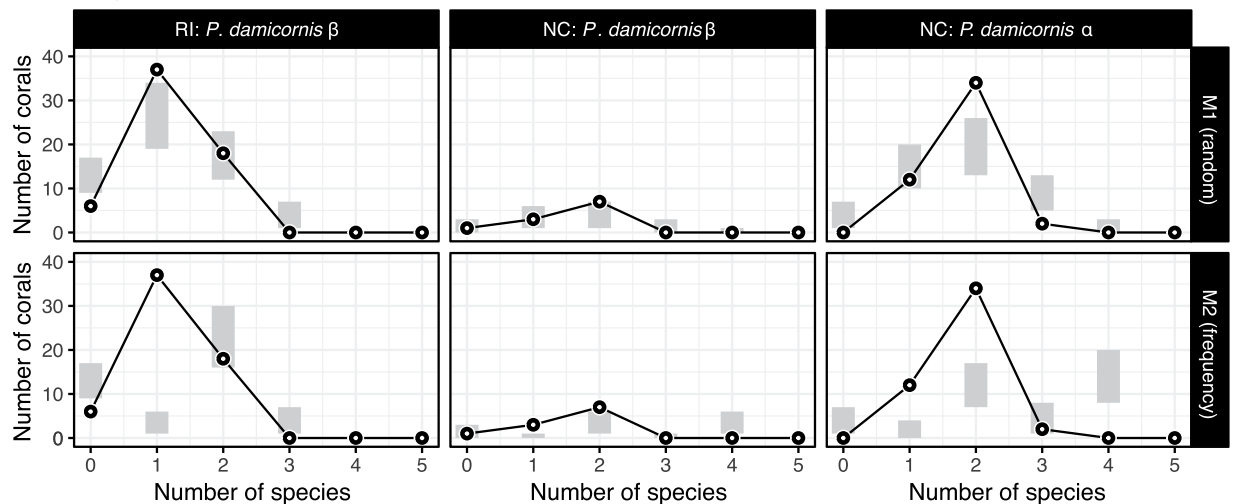 RI: P. damicornis β
NC: P. damicornis β
NC: P. damicornis α
Number of corals
40
30
20
10
0
M1 (random)
Number of corals
40
30
20
10
0
M2 (frequency)
0 1 2 3 4 5
0 1 2 3 4 5
0 1 2 3 4 5
Number of species
Number of species
Number of species